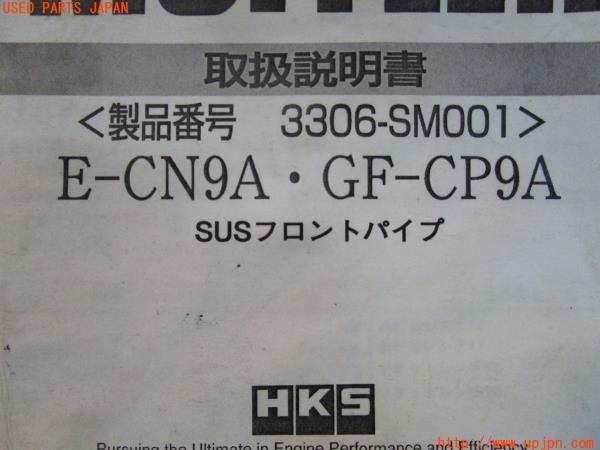 USED PARTS JAPAN
取扱説明書
<製品番号 3306-SM001>
E-CN9A・GF-CP9A
SUSフロントパイプ
HKS
http://www.upjpn.com/
Pursuing the Ultimate in Engine Performance and Efficiency